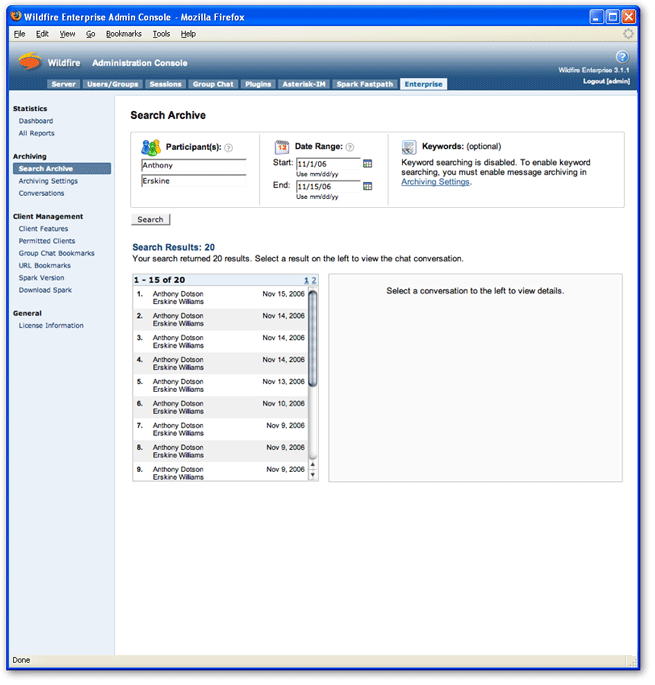 Wildfire Enterprise Admin Console - Mozilla Firefox
File Edit View Go Bookmarks Tools Help
Wildfire Administration Console
Wildfire Enterprise 3.1.1
Server Users/Groups Sessions Group Chat Plugins Asterisk-IM Spark Fastpath Enterprise
Logout [admin]
Statistics
Dashboard
All Reports
Archiving
Search Archive
Archiving Settings
Conversations
Client Management
Client Features
Permitted Clients
Group Chat Bookmarks
URL Bookmarks
Spark Version
Download Spark
General
License Information
Search Archive
Participant(s): ?
Anthony
Erskine
12
Date Range: ?
Start: 11/1/06
Use mm/dd/yy
End: 11/15/06
Use mm/dd/yy
Keywords: (optional)
Keyword searching is disabled. To enable keyword
searching, you must enable message archiving in
Archiving Settings.
Search
Search Results: 20
Your search returned 20 results. Select a result on the left to view the chat conversation.
1 - 15 of 20 1 2
1. Anthony Dotson Nov 15, 2006
Erskine Williams
2. Anthony Dotson Nov 14, 2006
Erskine Williams
3. Anthony Dotson Nov 14, 2006
Erskine Williams
4. Anthony Dotson Nov 14, 2006
Erskine Williams
5. Anthony Dotson Nov 13, 2006
Erskine Williams
6. Anthony Dotson Nov 10, 2006
Erskine Williams
7. Anthony Dotson Nov 9, 2006
Erskine Williams
8. Anthony Dotson Nov 9, 2006
Erskine Williams
9. Anthony Dotson Nov 9, 2006
Erskine Williams
Select a conversation to the left to view details.
Done